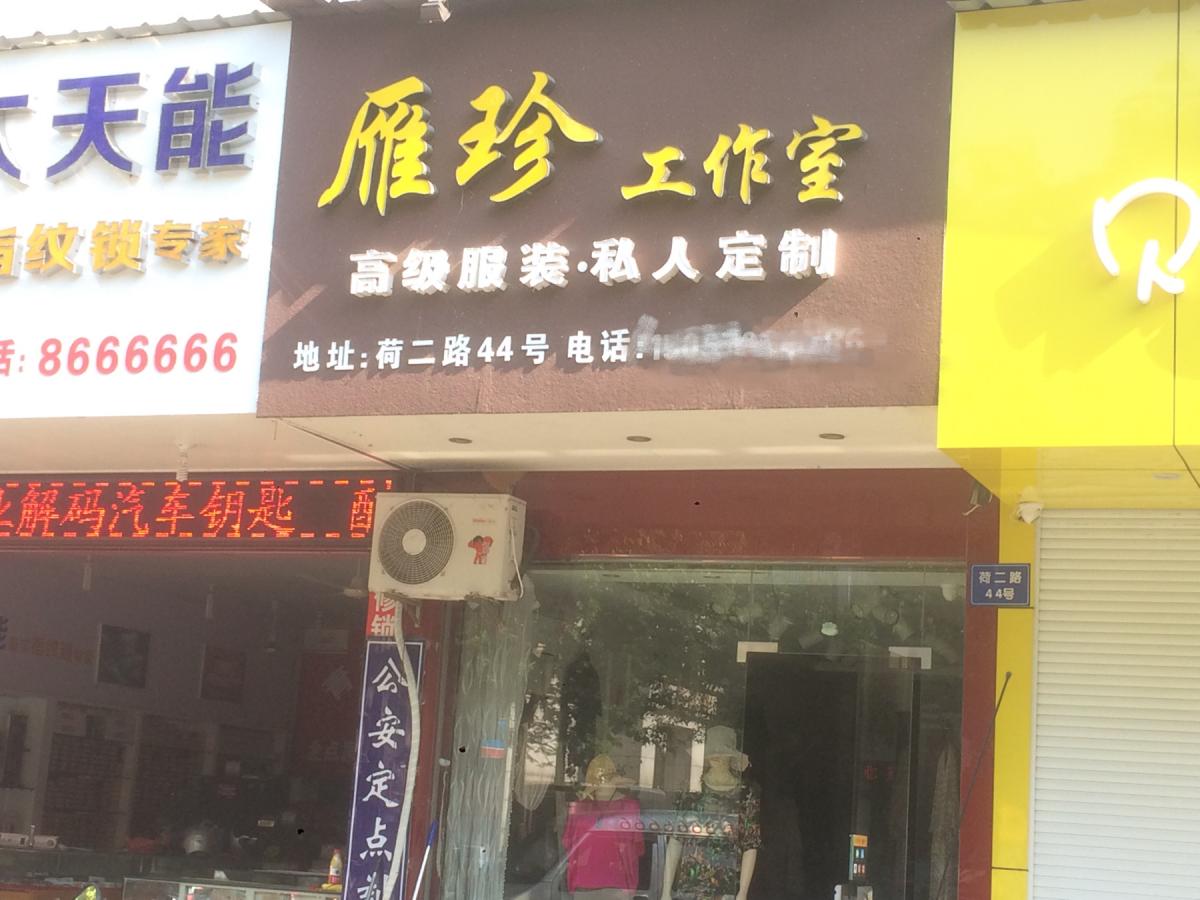 天能
纹锁专家
话: 8666666
雁珍 工作室
高级服装·私人定制
地址:荷二路44号 电话:
解码汽车钥匙
修锁
公安定点
荷二路
44号